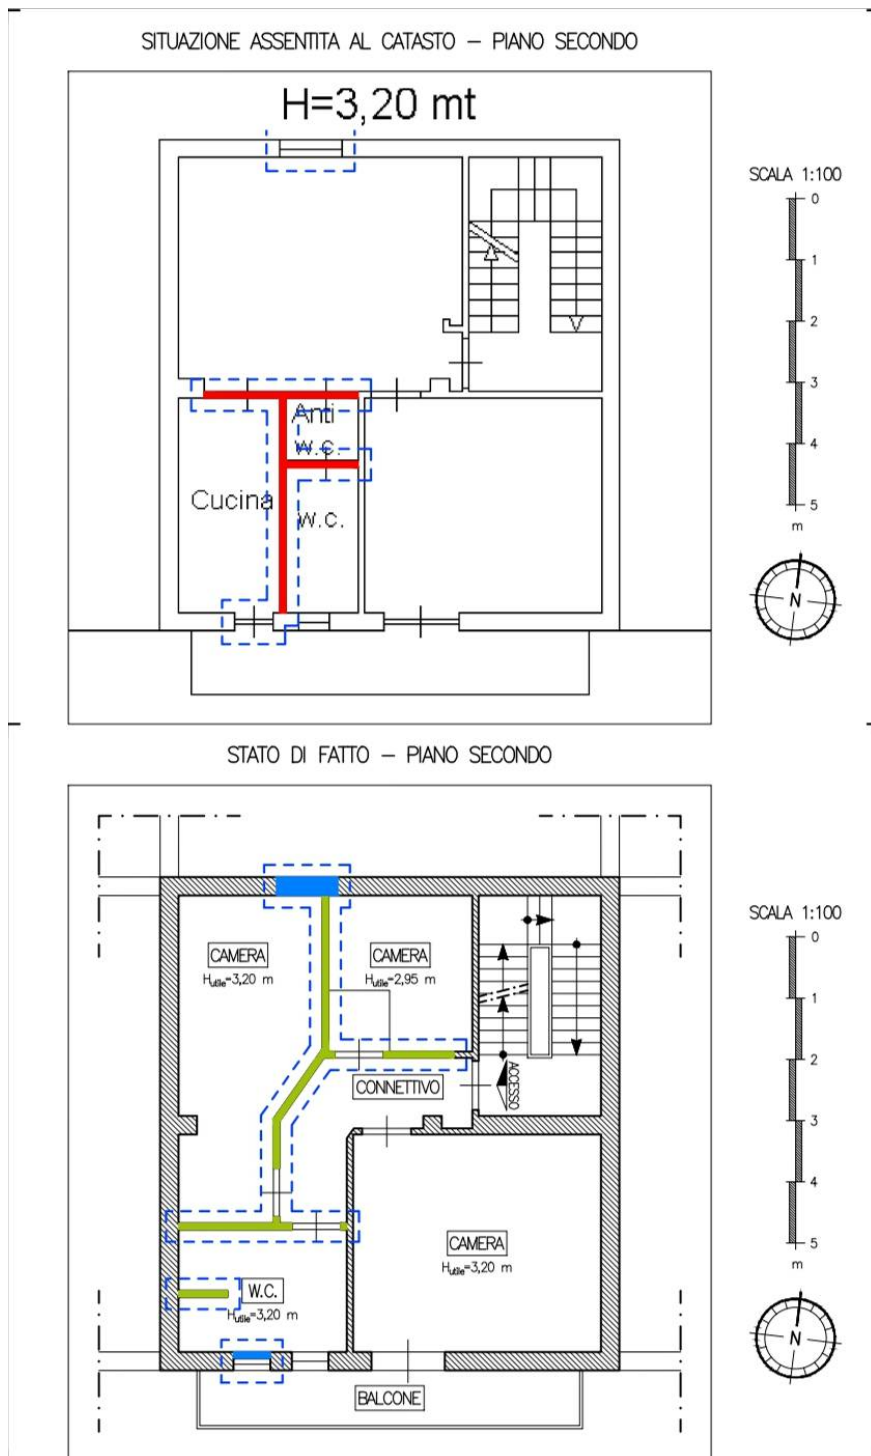 SITUAZIONE ASSENTITA AL CATASTO – PIANO SECONDO
H=3,20 mt
SCALA 1:100
0
1
2
3
4
5
m
Anti
w.c.
Cucina
w.c.
N
STATO DI FATTO – PIANO SECONDO
SCALA 1:100
0
1
2
3
4
5
m
CAMERA
Hutile=3,20 m
CAMERA
Hutile=2,95 m
CONNETTIVO
ACCESSO
CAMERA
Hutile=3,20 m
W.C.
Hutile=3,20 m
BALCONE
N